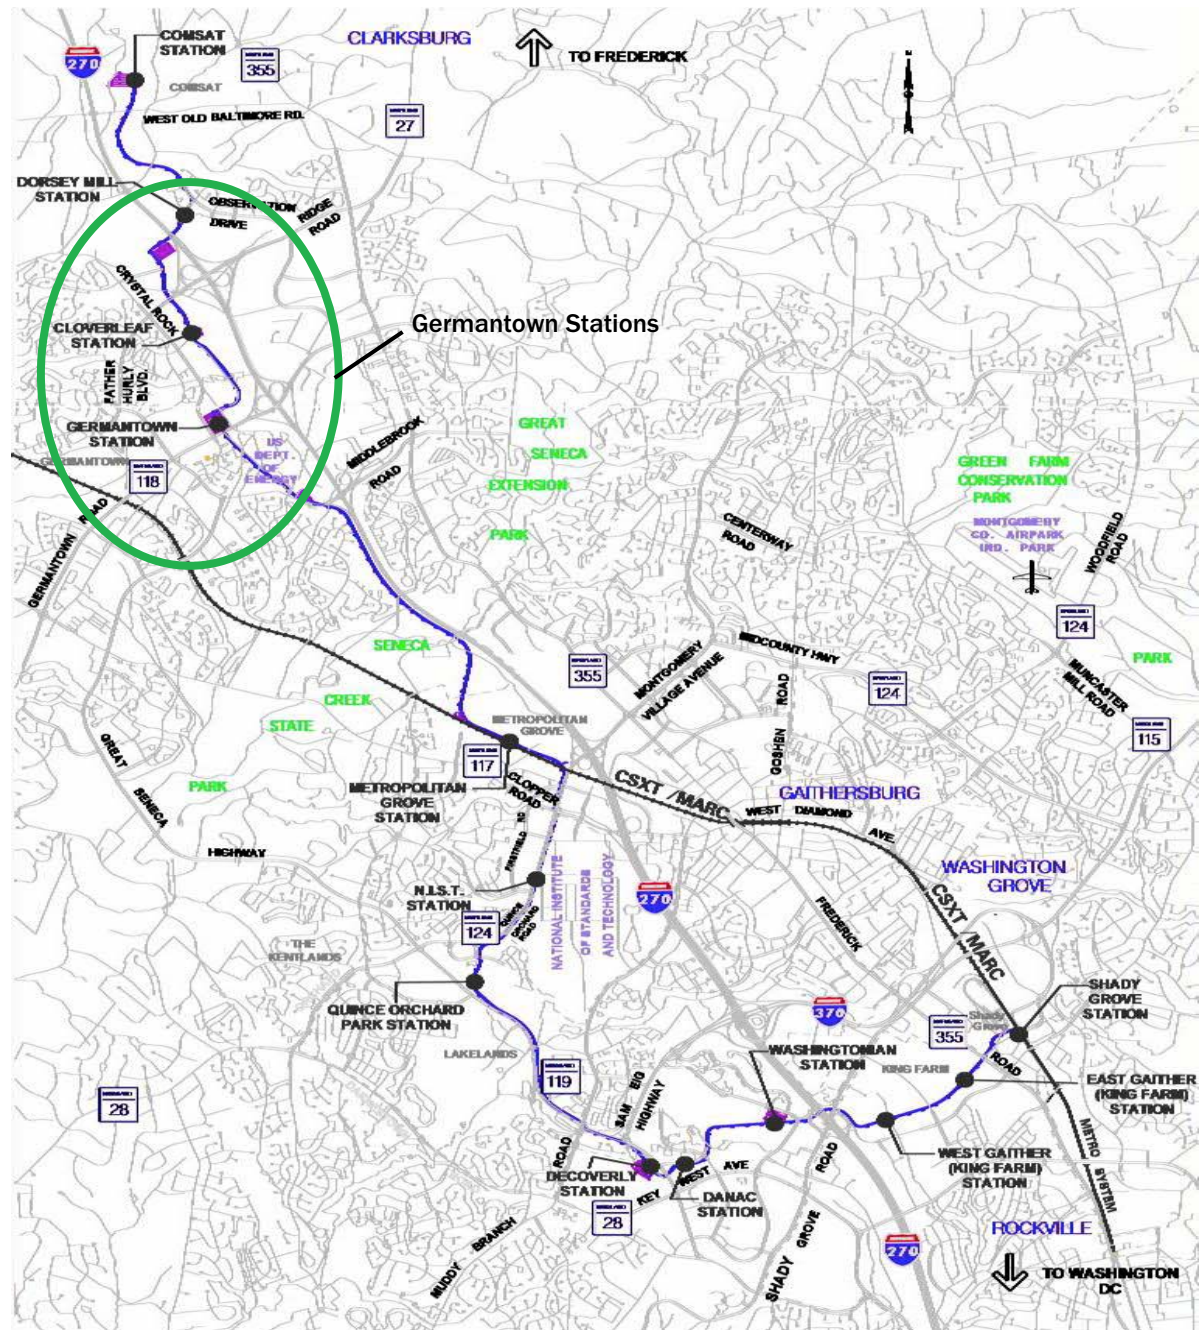 COMSAT
STATION
270
355
COMSAT
CLARKSBURG
TO FREDERICK
27
WEST OLD BALTIMORE RD.
DORSEY MILL
STATION
OBSERVATION
DRIVE
RIDGE
ROAD
CRYSTAL ROCK
CLOVERLEAF
STATION
Germantown Stations
FATHER
HURLY
BLVD.
GERMANTOWN
STATION
GERMANTOWN
118
US
DEPT.
OF
ENERGY
MIDDLEBROOK
ROAD
GERMANTOWN
ROAD
GREAT
SENECA
EXTENSION
PARK
CENTERWAY
ROAD
GREEN FARM
CONSERVATION
PARK
MONTGOMERY
CO. AIRPARK
IND. PARK
WOODFIELD
ROAD
124
MUNCASTER
MILL ROAD
PARK
115
SENECA
CREEK
STATE
PARK
355
MONTGOMERY
VILLAGE AVENUE
MIDCOUNTY HWY
124
GOSHEN
ROAD
GREAT
SENECA
HIGHWAY
METROPOLITAN
GROVE
117
METROPOLITAN
GROVE
STATION
CLOPPER
ROAD
CSXT / MARC
GAITHERSBURG
WEST DIAMOND
AVE.
FIRSTFIELD RD
N.I.S.T.
STATION
124
QUINCE
ORCHARD
ROAD
NATIONAL INSTITUTE
OF STANDARDS
AND TECHNOLOGY
270
FREDERICK
WASHINGTON
GROVE
CSXT / MARC
THE
KENTLANDS
QUINCE ORCHARD
PARK STATION
LAKELANDS
370
355
Shady
Grove
SHADY
GROVE
STATION
ROAD
WASHINGTONIAN
STATION
KING FARM
EAST GAITHER
(KING FARM)
STATION
28
119
SAM EIG
HIGHWAY
ROAD
DECOVERLY
STATION
KEY WEST AVE
DANAC
STATION
28
ROAD
WEST GAITHER
(KING FARM)
STATION
METRO SYSTEM
MUDDY BRANCH
SHADY GROVE
270
ROCKVILLE
TO WASHINGTON
DC